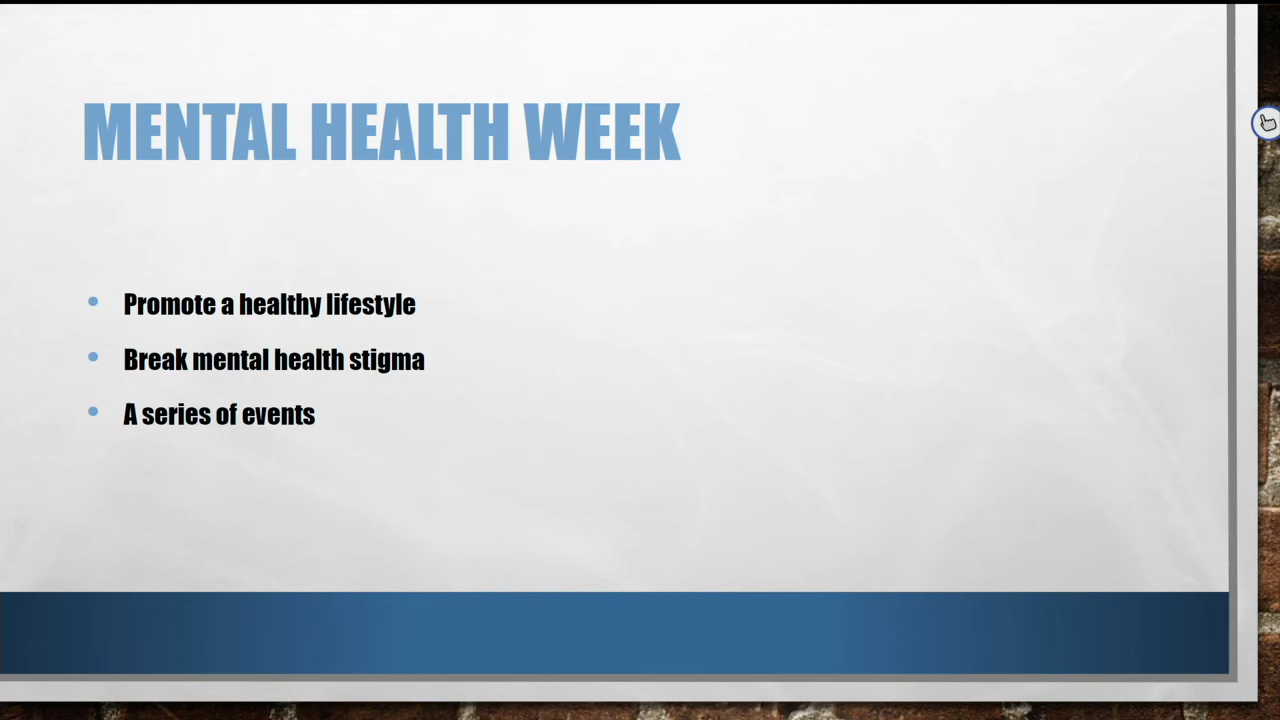 MENTAL HEALTH WEEK
Promote a healthy lifestyle
Break mental health stigma
A series of events